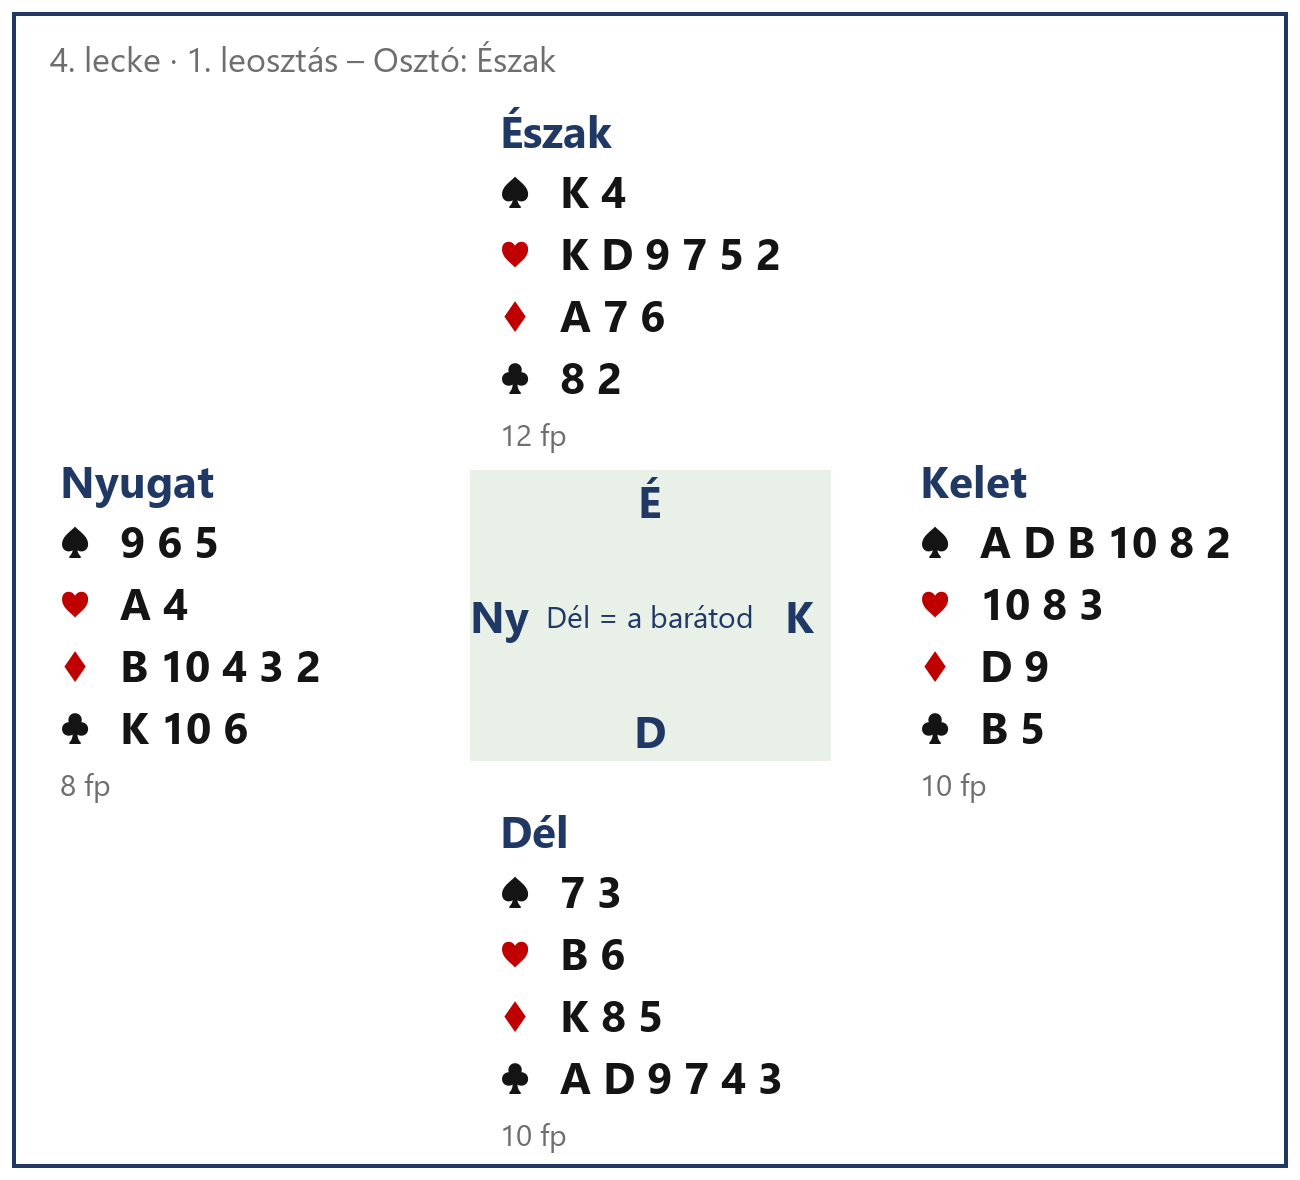 4. lecke · 1. leosztás – Osztó: Észak
Észak
♠ K 4
♥ K D 9 7 5 2
♦ A 7 6
♣ 8 2
12 fp
Nyugat
♠ 9 6 5
♥ A 4
♦ B 10 4 3 2
♣ K 10 6
8 fp
É
Ny Dél = a barátod K
D
Kelet
♠ A D B 10 8 2
♥ 10 8 3
♦ D 9
♣ B 5
10 fp
Dél
♠ 7 3
♥ B 6
♦ K 8 5
♣ A D 9 7 4 3
10 fp